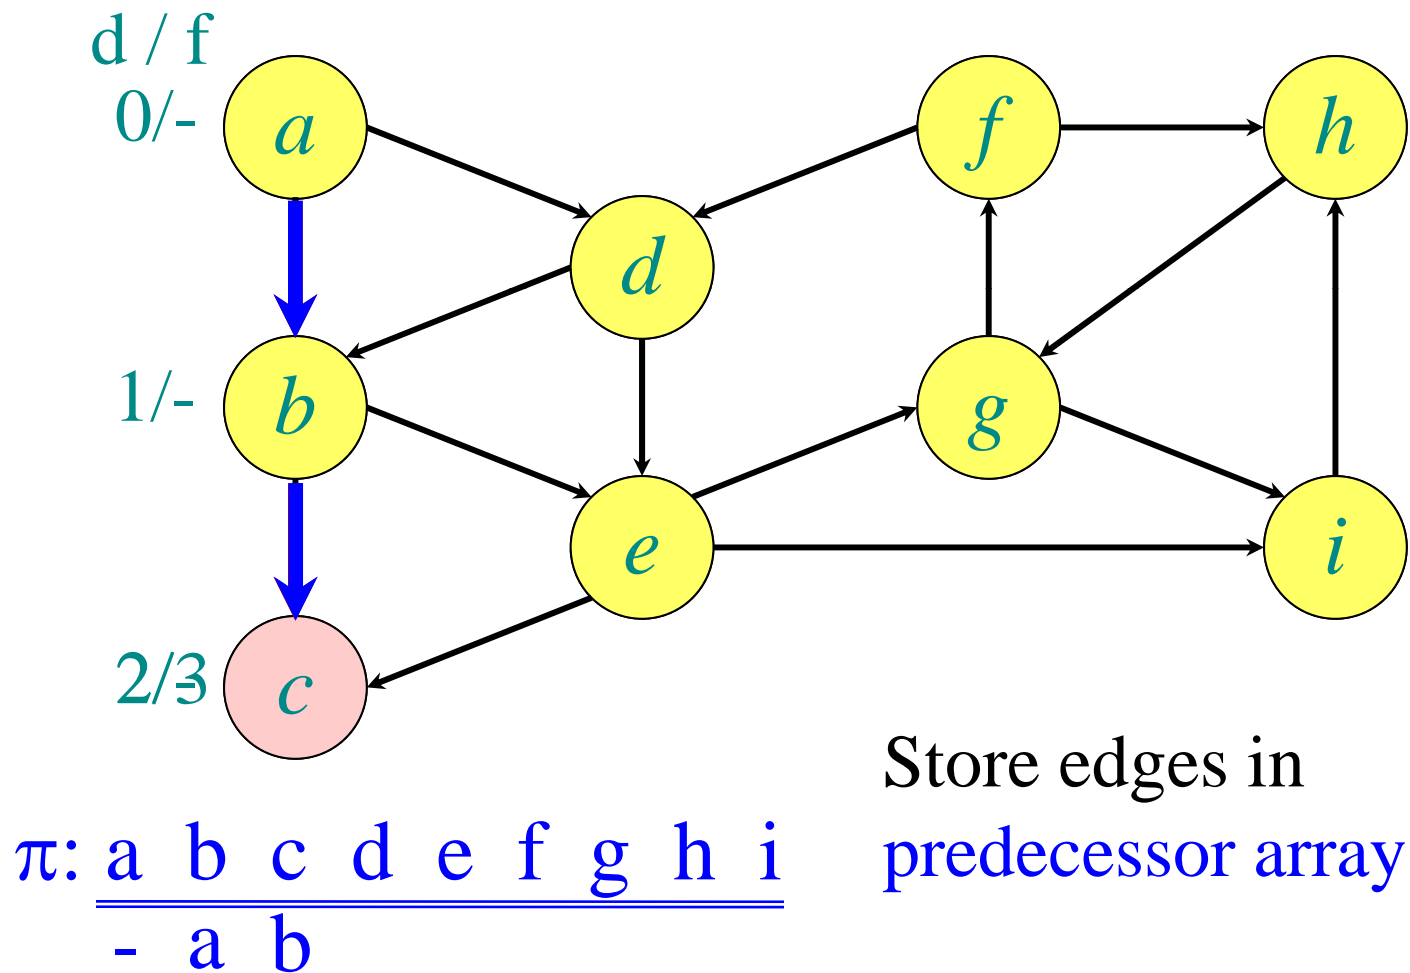 d / f
0/- a f h
d
1/- b g
e i
2/3 c
Store edges in
π: a b c d e f g h i
predecessor array
- a b